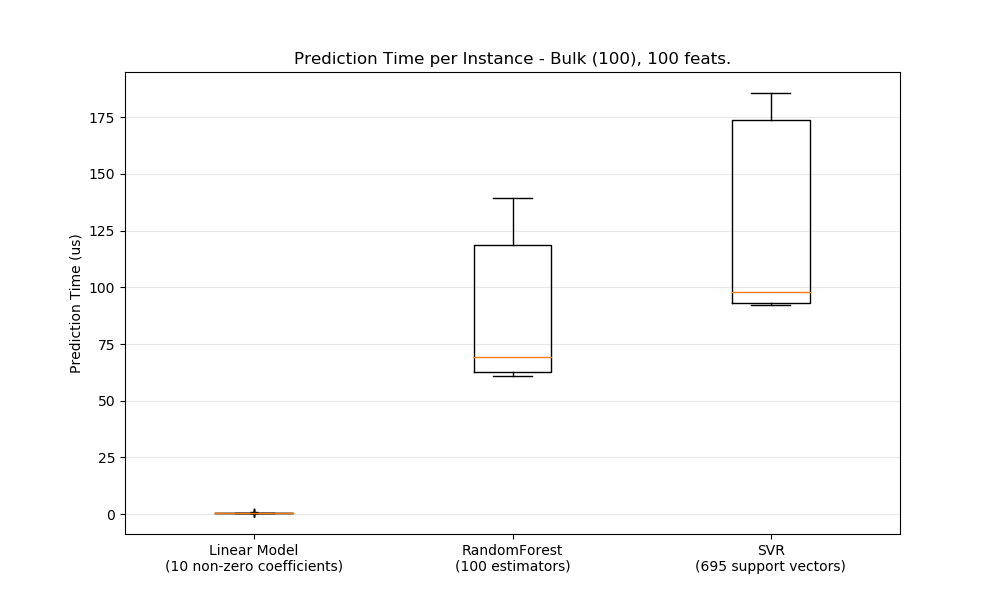 Prediction Time per Instance - Bulk (100), 100 feats.
Prediction Time (us)
175
150
125
100
75
50
25
0
Linear Model
(10 non-zero coefficients)
RandomForest
(100 estimators)
SVR
(695 support vectors)